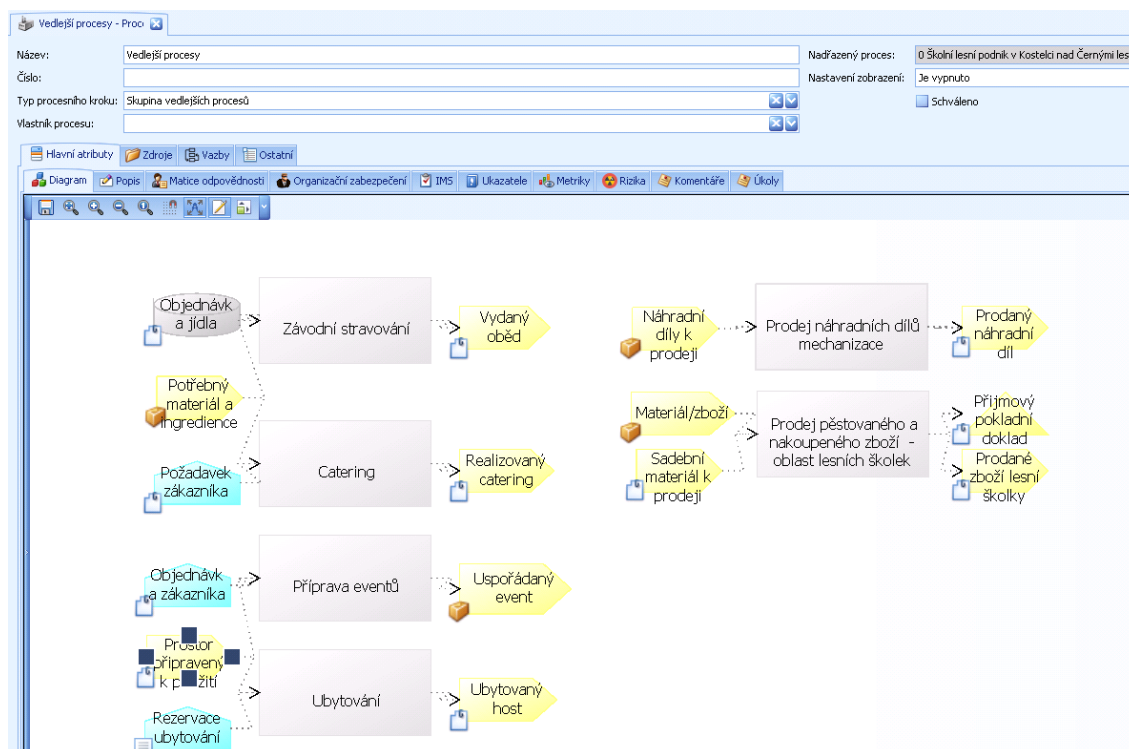 Vedlejší procesy - Proc
Název:
Vedlejší procesy
Nadřazený proces:
0 Školní lesní podnik v Kostelci nad Černými les
Číslo:
Nastavení zobrazení:
Je vypnuto
Typ procesního kroku:
Skupina vedlejších procesů
Schváleno
Vlastník procesu:
Hlavní atributy
Zdroje
Vazby
Ostatní
Diagram
Popis
Matice odpovědnosti
Organizační zabezpečení
IMS
Ukazatele
Metriky
Rizika
Komentáře
Úkoly
Objednávk
a jídla
Závodní stravování
Vydaný
oběd
Potřebný
materiál a
ingredience
Požadavek
zákazníka
Catering
Realizovaný
catering
Objednávk
a zákazníka
Příprava eventů
Uspořádaný
event
Prostor
připravený
k použití
Ubytování
Ubytovaný
host
Rezervace
ubytování
Náhradní
díly k
prodeji
Prodej náhradních dílů
mechanizace
Prodaný
náhradní
díl
Materiál/zboží
Sadební
materiál k
prodeji
Prodej pěstovaného a
nakoupeného zboží -
oblast lesních školek
Přijmový
pokladní
doklad
Prodané
zboží lesní
školky